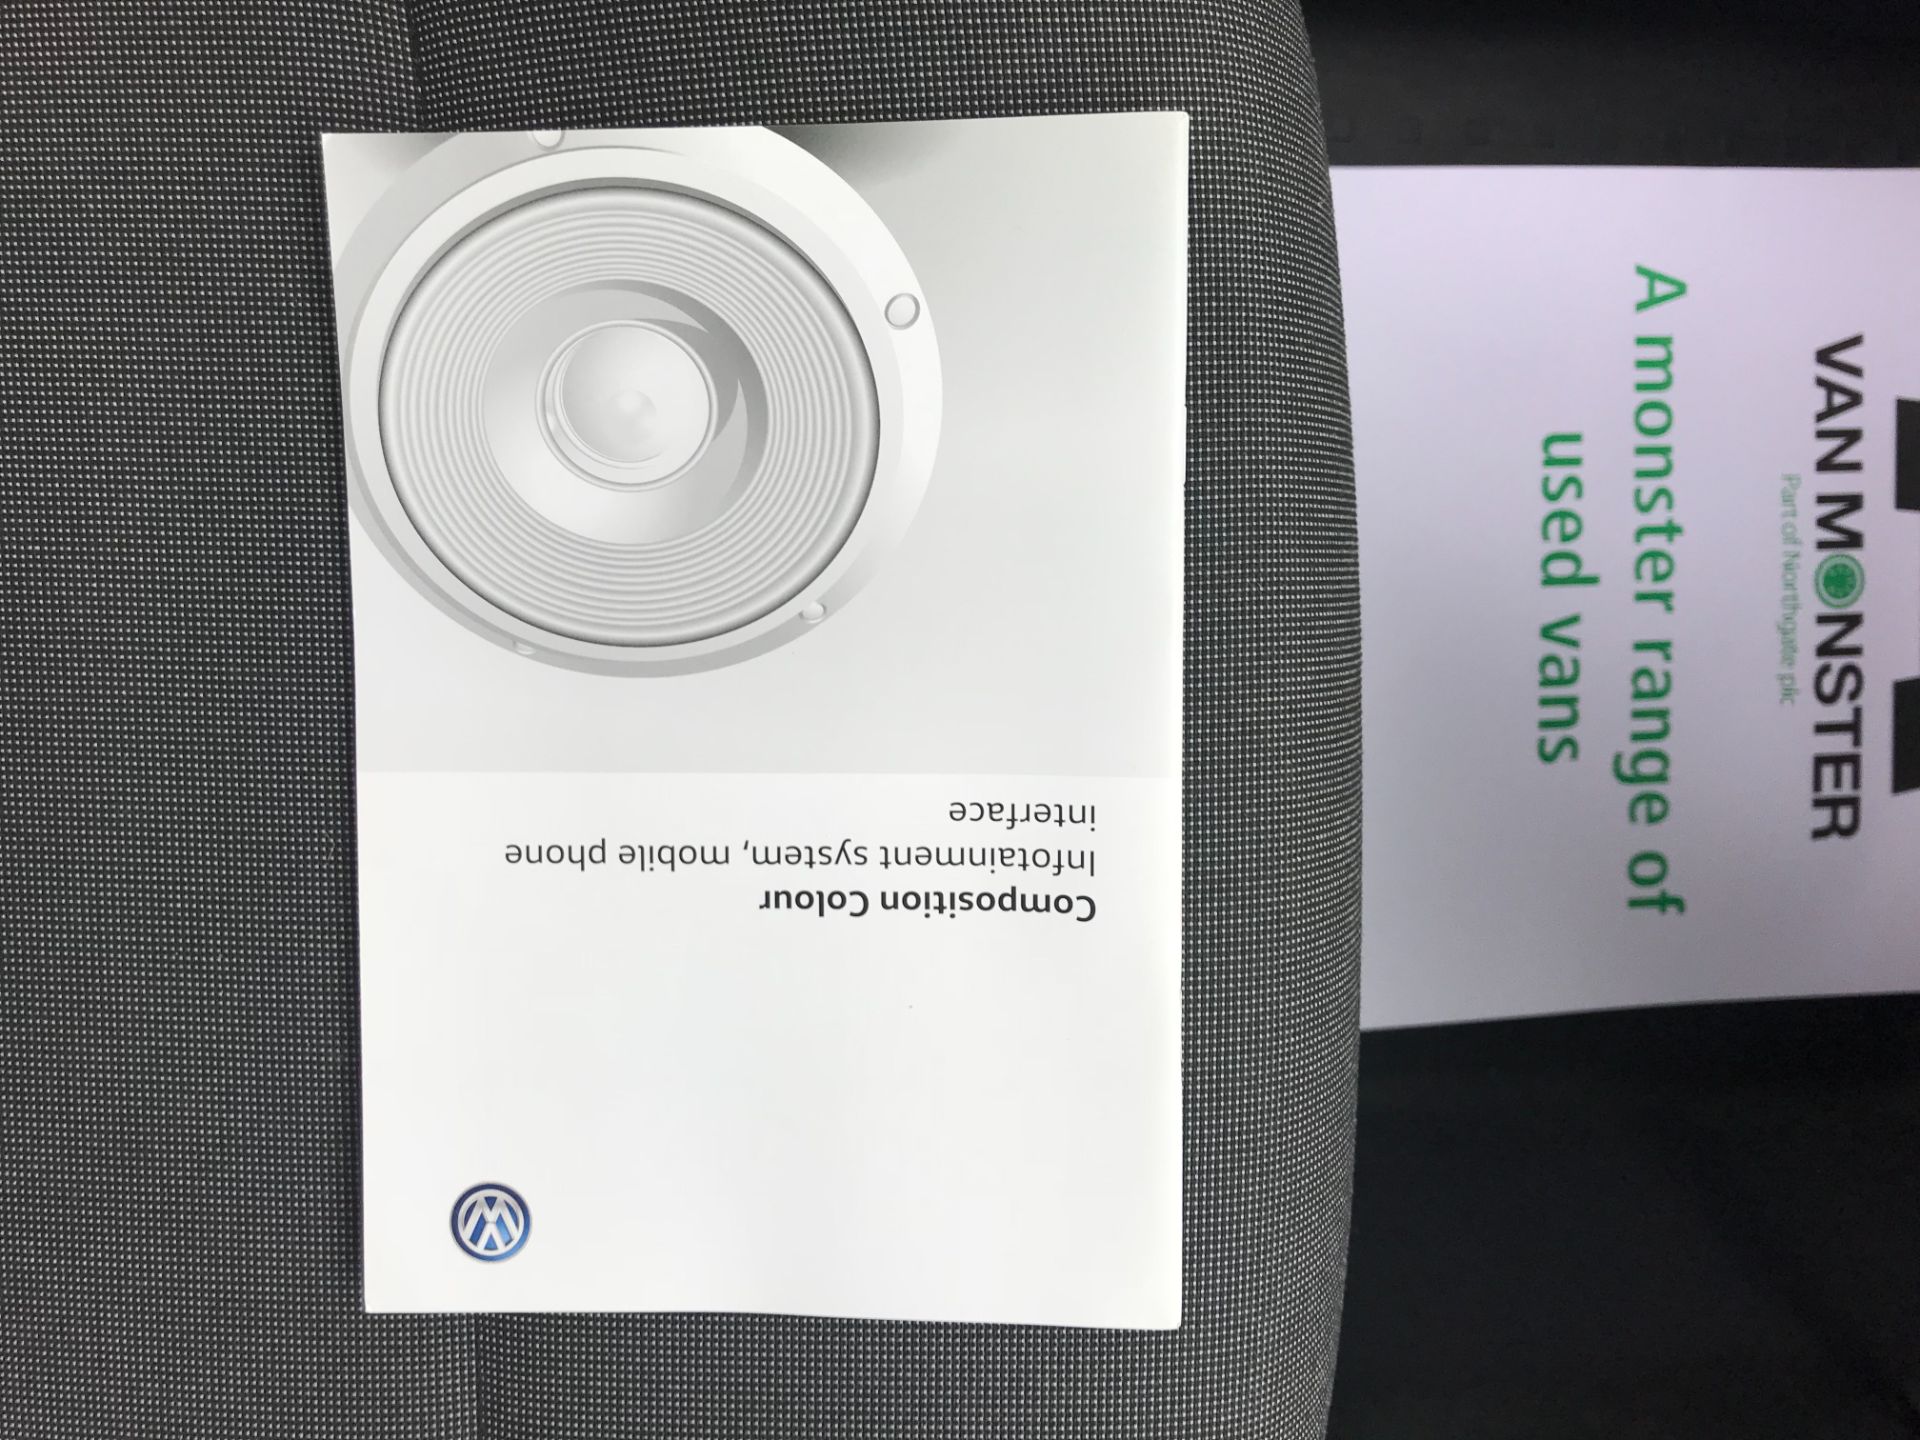 Composition Colour
Infotainment system, mobile phone
interface
VAN MONSTER
Part of Northgate plc
A monster range of
used vans